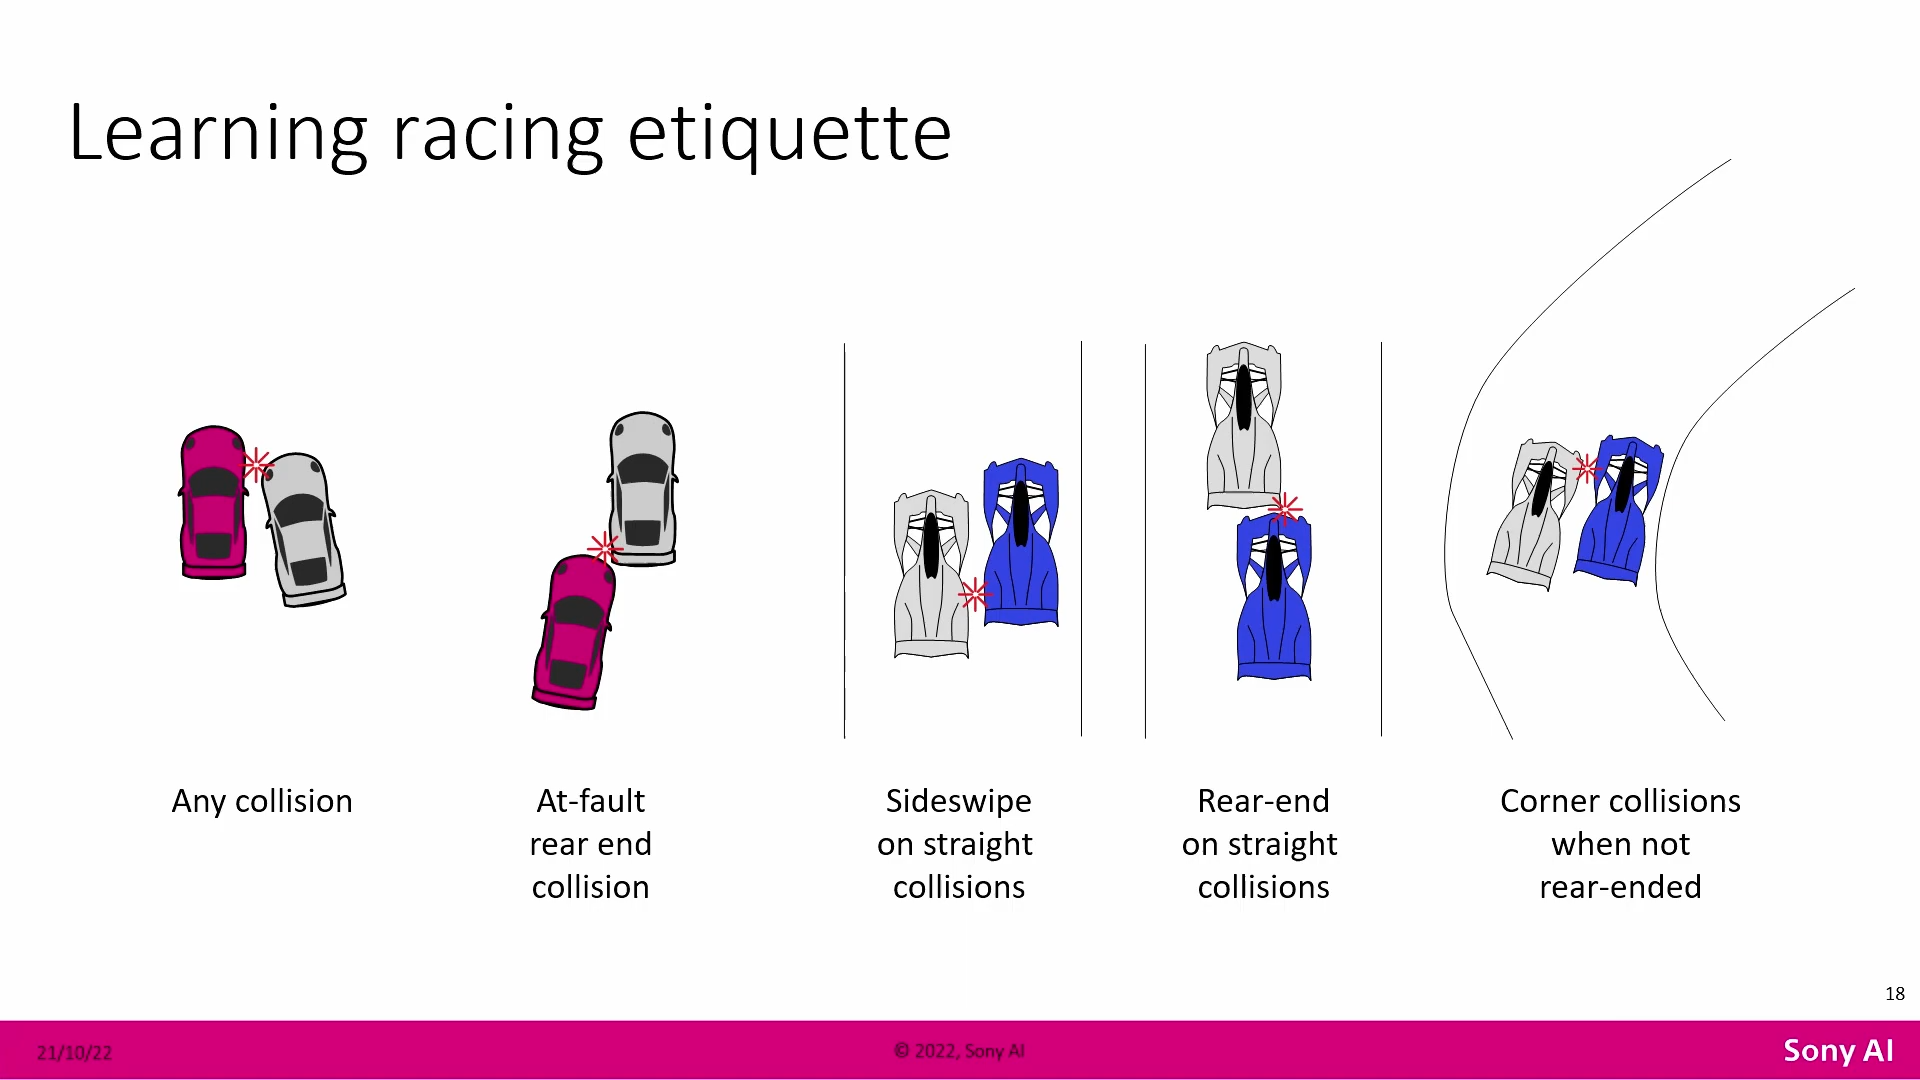 Learning racing etiquette
Any collision
At-fault
rear end
collision
Sideswipe
on straight
collisions
Rear-end
on straight
collisions
Corner collisions
when not
rear-ended
18
21/10/22
© 2022, Sony AI
Sony AI